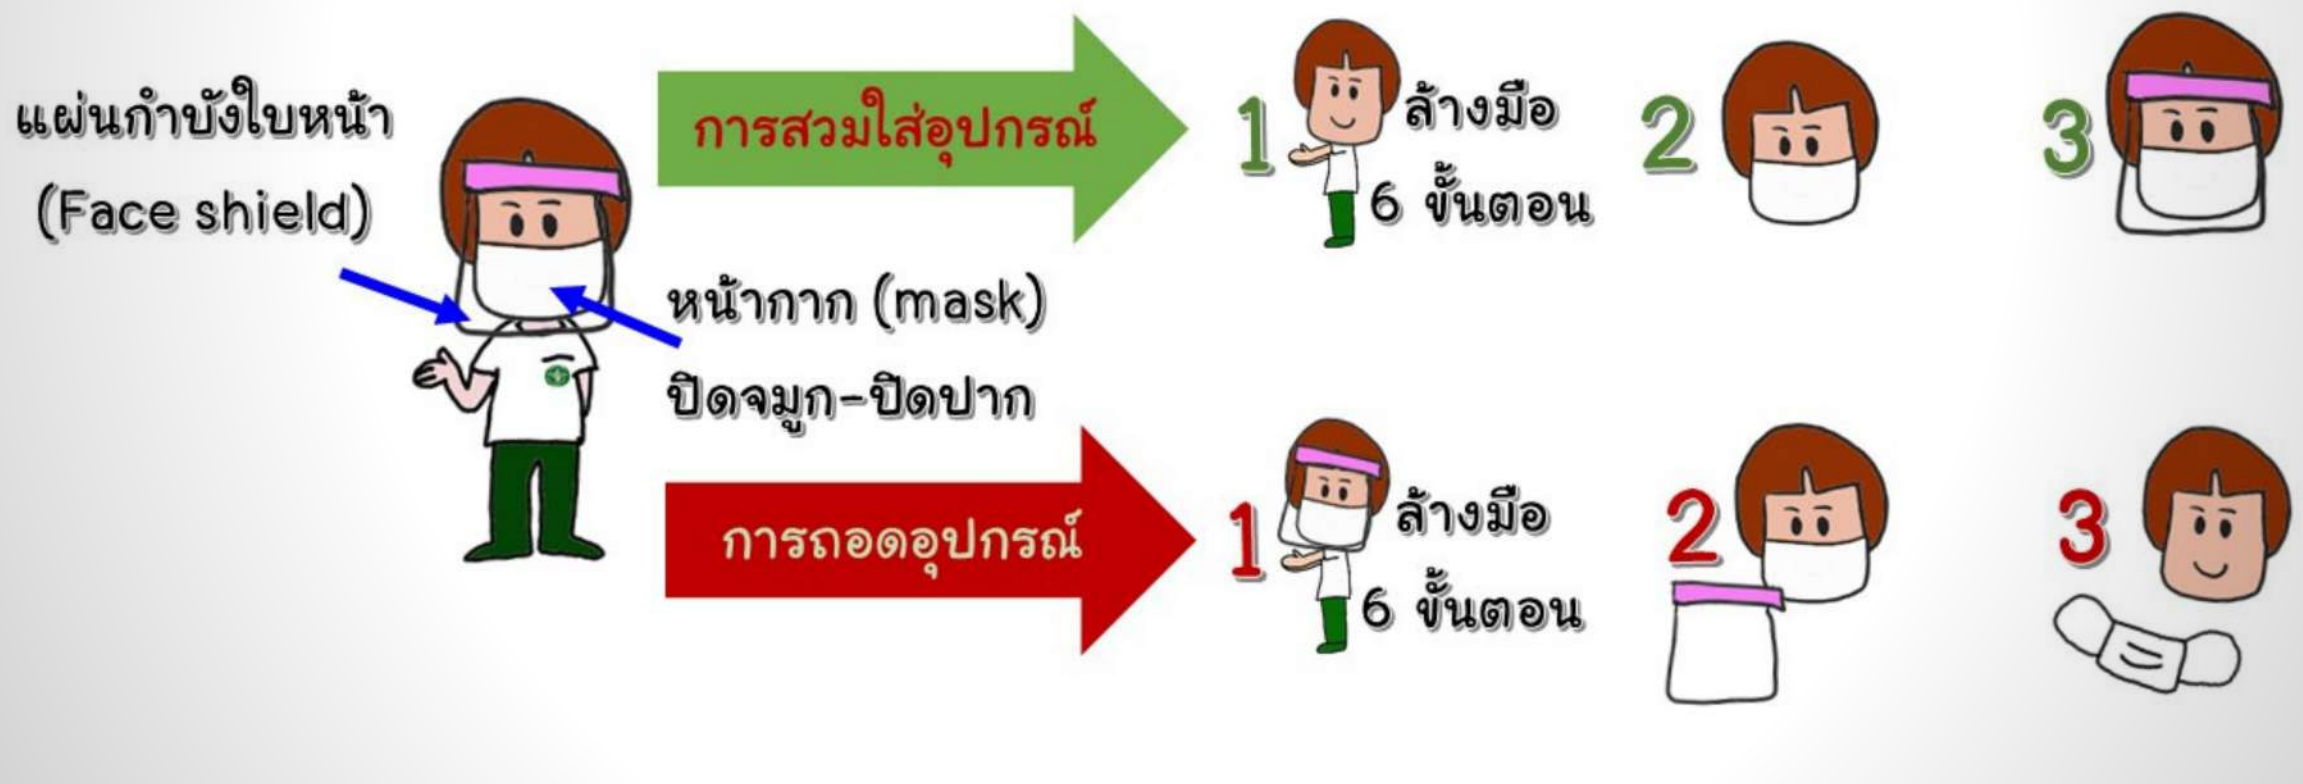 แผ่นกำบังใบหน้า
(Face shield)
หน้ากาก (mask)
ปิดจมูก-ปิดปาก
การสวมใส่อุปกรณ์
1
ล้างมือ
6 ขั้นตอน
2
3
การถอดอุปกรณ์
1
ล้างมือ
6 ขั้นตอน
2
3